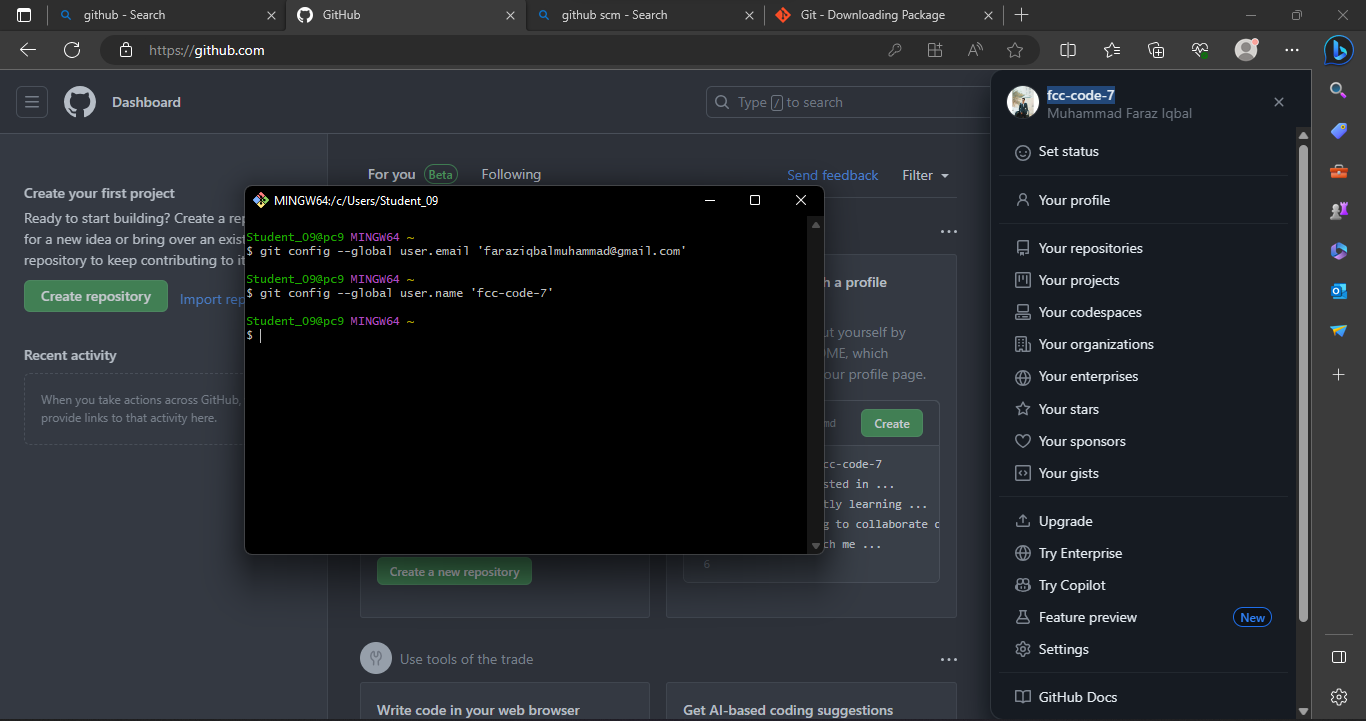 github - Search
GitHub
github scm - Search
Git - Downloading Package
https://github.com
Dashboard
Type / to search
fcc-code-7
Muhammad Faraz Iqbal
Set status
Your profile
Your repositories
Your projects
Your codespaces
Your organizations
Your enterprises
Your stars
Your sponsors
Your gists
Upgrade
Try Enterprise
Try Copilot
Feature preview New
Settings
GitHub Docs
For you Beta Following
Send feedback Filter
Create your first project
Ready to start building? Create a
for a new idea or bring over an
repository to keep contributing to
Create repository Import
Recent activity
When you take actions across GitHub,
provide links to that activity here.
MINGW64:/c/Users/Student_09
Student_09@pc9 MINGW64 ~
$ git config --global user.email 'faraziqbalmuhammad@gmail.com'
Student_09@pc9 MINGW64 ~
$ git config --global user.name 'fcc-code-7'
Student_09@pc9 MINGW64 ~
$
a profile
yourself by
ME, which
our profile page.
md Create
cc-code-7
sted in ...
tly learning ...
g to collaborate
ch me ...
6
Create a new repository
Use tools of the trade
Write code in your web browser
Get AI-based coding suggestions